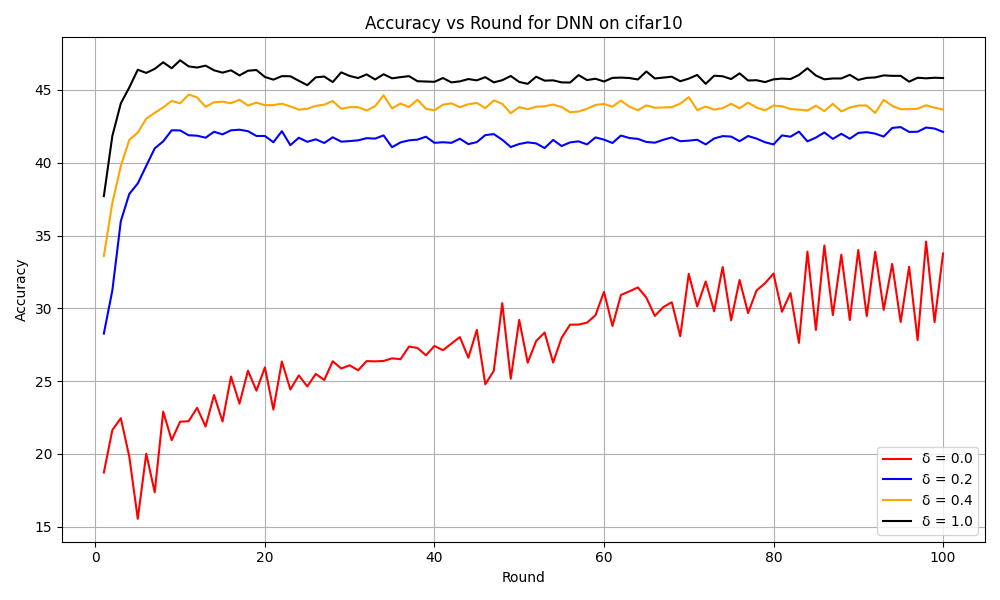 Accuracy vs Round for DNN on cifar10
Accuracy
45
40
35
30
25
20
15
0 20 40 60 80 100
Round
δ = 0.0
δ = 0.2
δ = 0.4
δ = 1.0